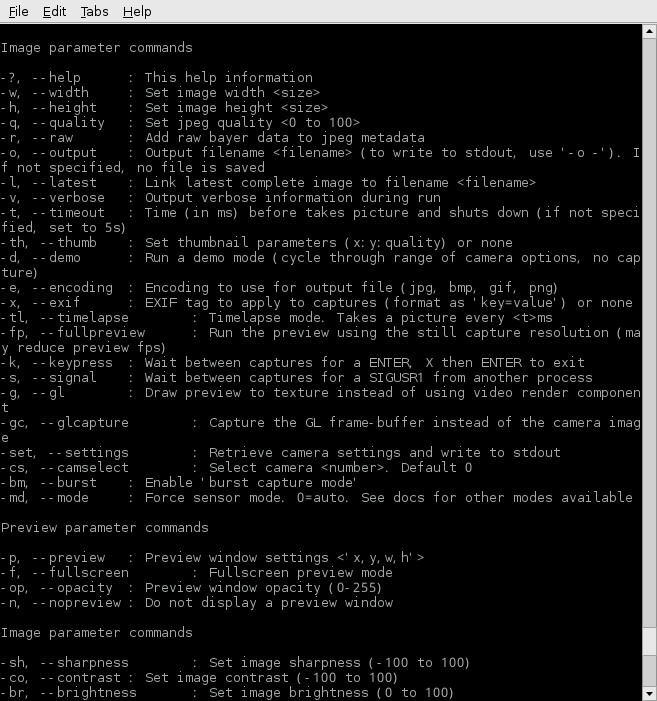 File Edit Tabs Help
Image parameter commands
-?, --help : This help information
-w, --width : Set image width <size>
-h, --height : Set image height <size>
-q, --quality : Set jpeg quality <0 to 100>
-r, --raw : Add raw bayer data to jpeg metadata
-o, --output : Output filename <filename> (to write to stdout, use '-o -'). I
f not specified, no file is saved
-l, --latest : Link latest complete image to filename <filename>
-v, --verbose : Output verbose information during run
-t, --timeout : Time (in ms) before takes picture and shuts down (if not speci
fied, set to 5s)
-th, --thumb : Set thumbnail parameters (x:y:quality) or none
-d, --demo : Run a demo mode (cycle through range of camera options, no cap
ture)
-e, --encoding : Encoding to use for output file (jpg, bmp, gif, png)
-x, --exif : EXIF tag to apply to captures (format as 'key=value') or none
-tl, --timelapse : Timelapse mode. Takes a picture every <t>ms
-fp, --fullpreview : Run the preview using the still capture resolution (ma
y reduce preview fps)
-k, --keypress : Wait between captures for a ENTER, X then ENTER to exit
-s, --signal : Wait between captures for a SIGUSR1 from another process
-g, --gl : Draw preview to texture instead of using video render componen
t
-gc, --glcapture : Capture the GL frame-buffer instead of the camera imag
e
-set, --settings : Retrieve camera settings and write to stdout
-cs, --camselect : Select camera <number>. Default 0
-bm, --burst : Enable 'burst capture mode'
-md, --mode : Force sensor mode. 0=auto. See docs for other modes available
Preview parameter commands
-p, --preview : Preview window settings <'x,y,w,h'>
-f, --fullscreen : Fullscreen preview mode
-op, --opacity : Preview window opacity (0-255)
-n, --nopreview : Do not display a preview window
Image parameter commands
-sh, --sharpness : Set image sharpness (-100 to 100)
-co, --contrast : Set image contrast (-100 to 100)
-br, --brightness : Set image brightness (0 to 100)